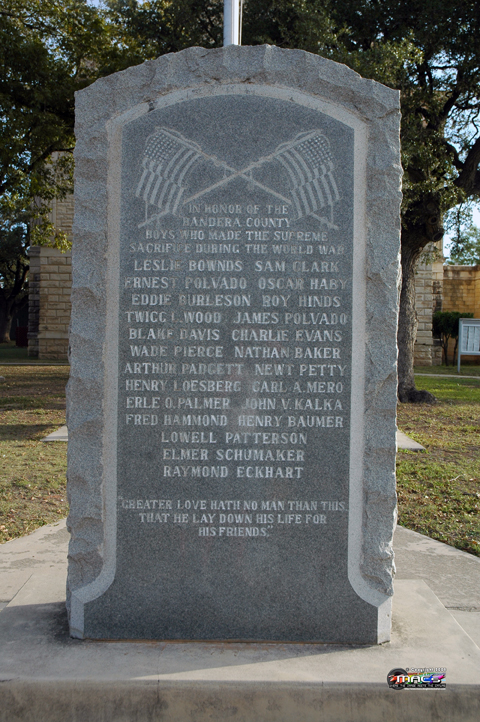 IN HONOR OF THE
BANDERA COUNTY
BOYS WHO MADE THE SUPREME
SACRIFICE DURING THE WORLD WAR
LESLIE BOWNDS SAM CLARK
ERNEST POLVADO OSCAR HABY
EDDIE BURLESON ROY HINDS
TWIGG L. WOOD JAMES POLVADO
BLAKE DAVIS CHARLIE EVANS
WADE PIERCE NATHAN BAKER
ARTHUR PADGETT NEWT PETTY
HENRY LOESBERG CARL A. MERO
ERLE O. PALMER JOHN V. KALKA
FRED HAMMOND HENRY BAUMER
LOWELL PATTERSON
ELMER SCHUMAKER
RAYMOND ECKHART
"GREATER LOVE HATH NO MAN THAN THIS
THAT HE LAY DOWN HIS LIFE FOR
HIS FRIENDS."